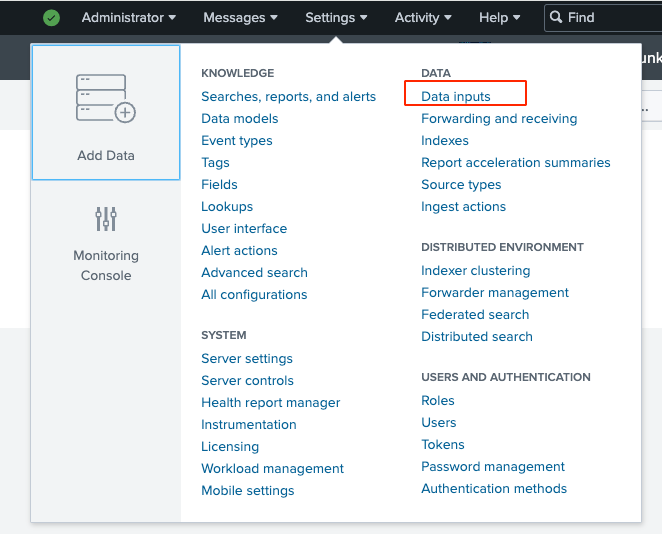 Administrator Messages Settings Activity Help Find
unk
...
Add Data
Monitoring
Console
KNOWLEDGE
Searches, reports, and alerts
Data models
Event types
Tags
Fields
Lookups
User interface
Alert actions
Advanced search
All configurations
SYSTEM
Server settings
Server controls
Health report manager
Instrumentation
Licensing
Workload management
Mobile settings
DATA
Data inputs
Forwarding and receiving
Indexes
Report acceleration summaries
Source types
Ingest actions
DISTRIBUTED ENVIRONMENT
Indexer clustering
Forwarder management
Federated search
Distributed search
USERS AND AUTHENTICATION
Roles
Users
Tokens
Password management
Authentication methods